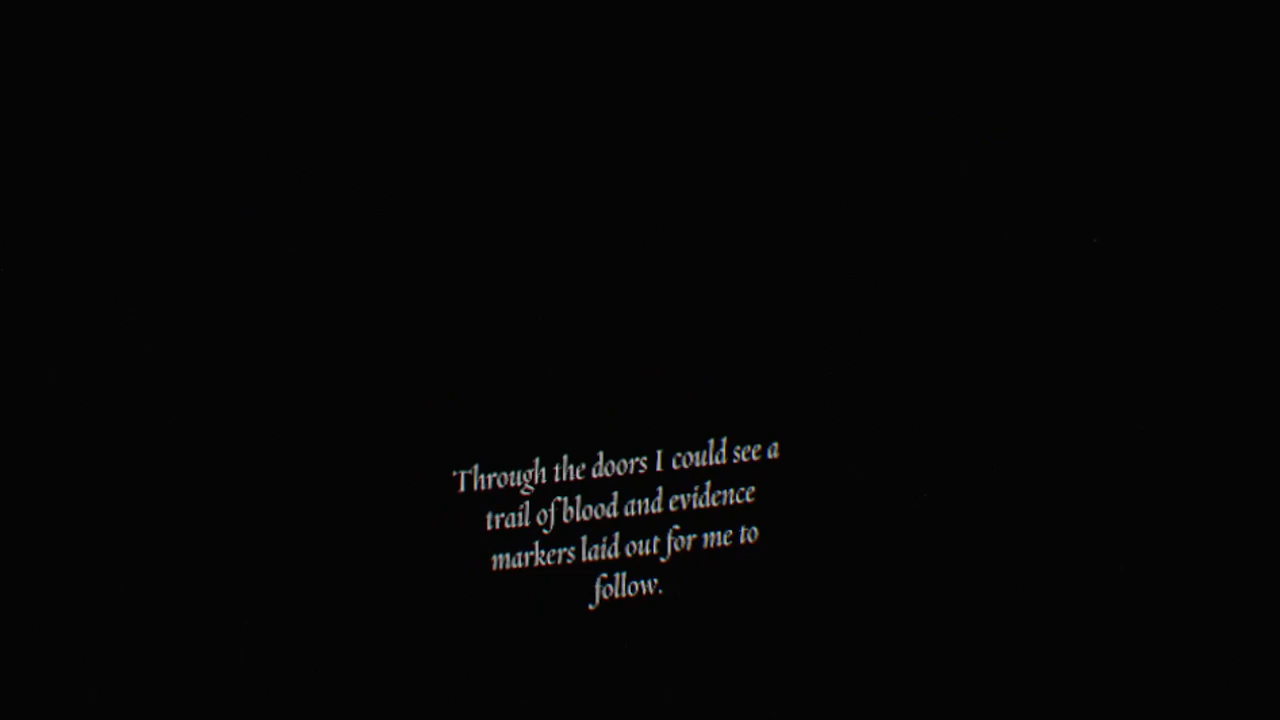 Through the doors I could see a
trail of blood and evidence
markers laid out for me to
follow.